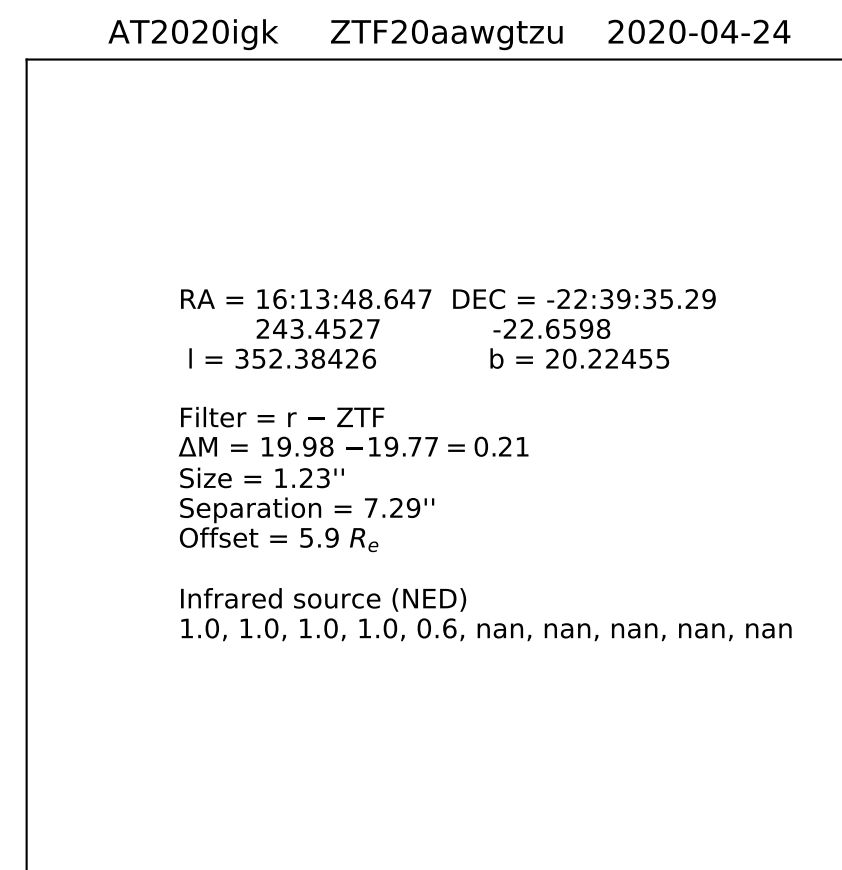 AT2020igk ZTF20aawgtzu 2020-04-24
RA = 16:13:48.647 DEC = -22:39:35.29
243.4527 -22.6598
l = 352.38426 b = 20.22455
Filter = r − ZTF
ΔM = 19.98 −19.77 = 0.21
Size = 1.23''
Separation = 7.29''
Offset = 5.9 Re
Infrared source (NED)
1.0, 1.0, 1.0, 1.0, 0.6, nan, nan, nan, nan, nan